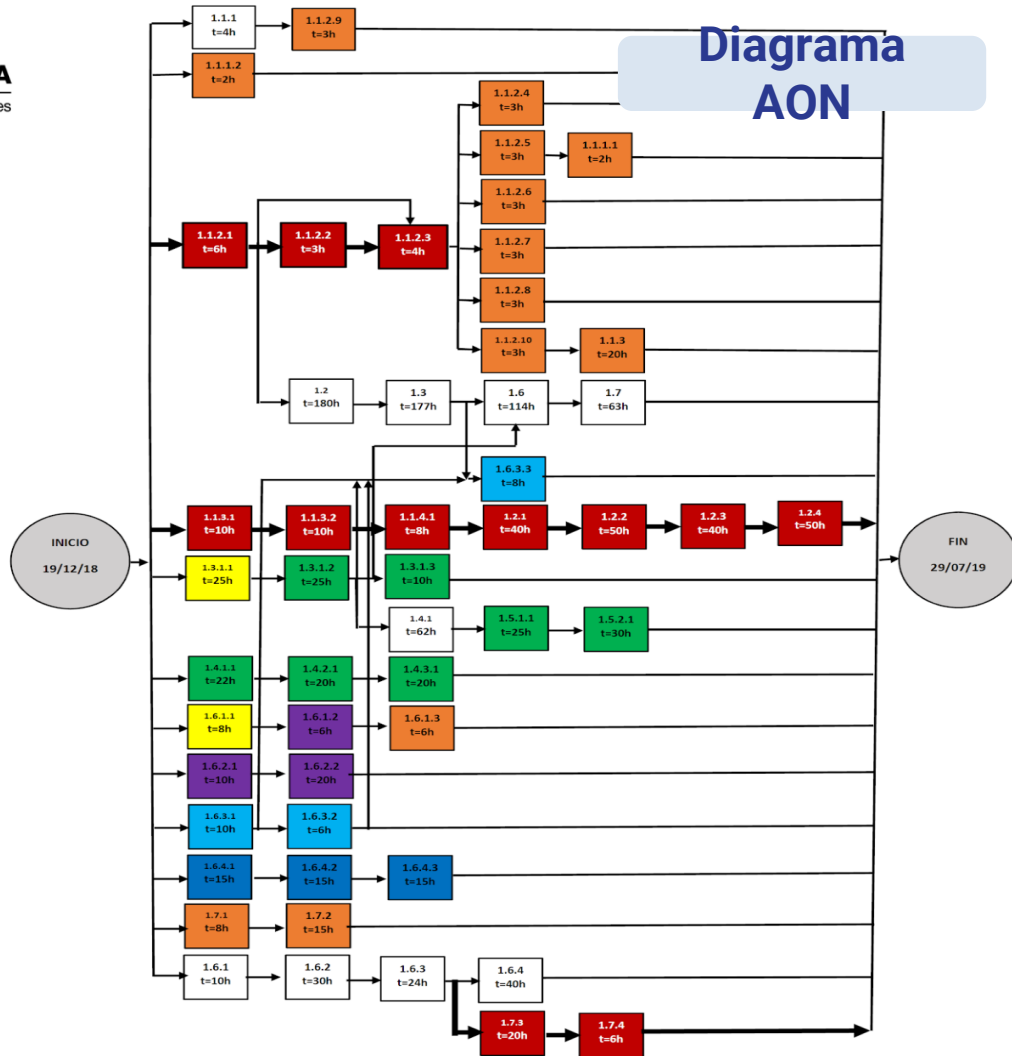 A
es
Diagrama
AON
1.1.1
t=4h
1.1.2.9
t=3h
1.1.1.2
t=2h
1.1.2.4
t=3h
1.1.2.5
t=3h
1.1.1.1
t=2h
1.1.2.6
t=3h
1.1.2.1
t=6h
1.1.2.2
t=3h
1.1.2.3
t=4h
1.1.2.7
t=3h
1.1.2.8
t=3h
1.1.2.10
t=3h
1.1.3
t=20h
1.2
t=180h
1.3
t=177h
1.6
t=114h
1.7
t=63h
1.6.3.3
t=8h
1.1.3.1
t=10h
1.1.3.2
t=10h
1.1.4.1
t=8h
1.2.1
t=40h
1.2.2
t=50h
1.2.3
t=40h
1.2.4
t=50h
INICIO
19/12/18
FIN
29/07/19
1.3.1.1
t=25h
1.3.1.2
t=25h
1.3.1.3
t=10h
1.4.1
t=62h
1.5.1.1
t=25h
1.5.2.1
t=30h
1.4.1.1
t=22h
1.4.2.1
t=20h
1.4.3.1
t=20h
1.6.1.1
t=8h
1.6.1.2
t=6h
1.6.1.3
t=6h
1.6.2.1
t=10h
1.6.2.2
t=20h
1.6.3.1
t=10h
1.6.3.2
t=6h
1.6.4.1
t=15h
1.6.4.2
t=15h
1.6.4.3
t=15h
1.7.1
t=8h
1.7.2
t=15h
1.6.1
t=10h
1.6.2
t=30h
1.6.3
t=24h
1.6.4
t=40h
1.7.3
t=20h
1.7.4
t=6h